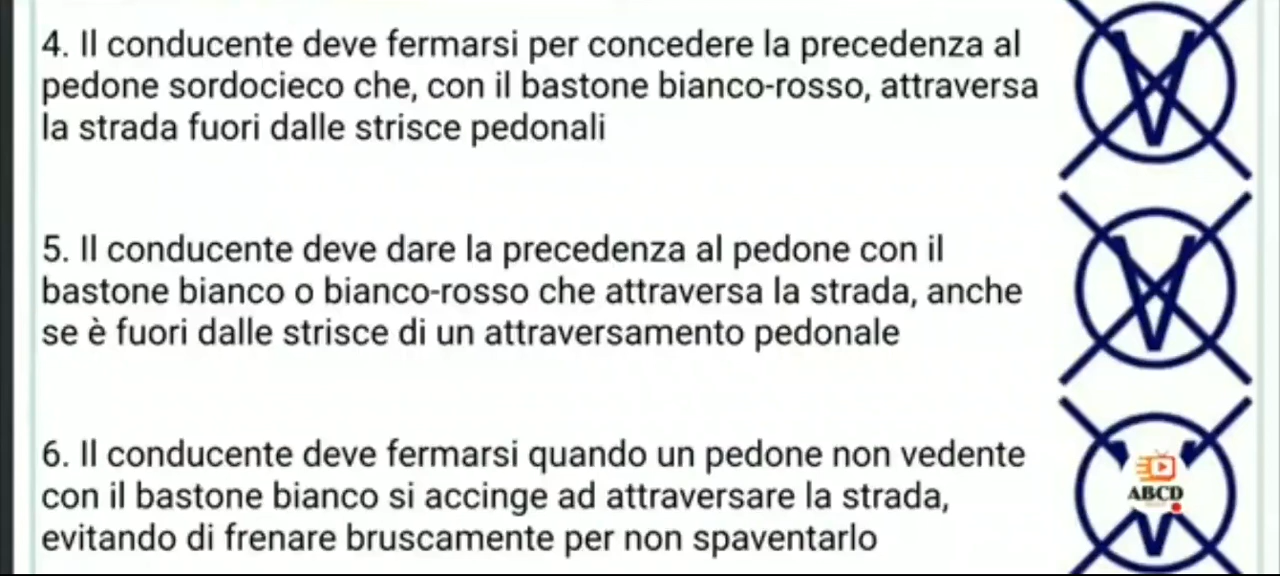 4. Il conducente deve fermarsi per concedere la precedenza al
pedone sordocieco che, con il bastone bianco-rosso, attraversa
la strada fuori dalle strisce pedonali
V
5. Il conducente deve dare la precedenza al pedone con il
bastone bianco o bianco-rosso che attraversa la strada, anche
se è fuori dalle strisce di un attraversamento pedonale
V
6. Il conducente deve fermarsi quando un pedone non vedente
con il bastone bianco si accinge ad attraversare la strada,
evitando di frenare bruscamente per non spaventarlo
V
ABCD